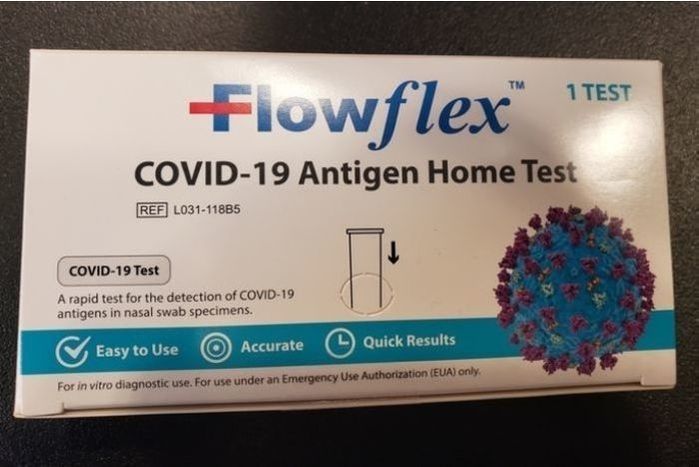 Flowflex™
1 TEST
COVID-19 Antigen Home Test
REF L031-118B5
COVID-19 Test
A rapid test for the detection of COVID-19
antigens in nasal swab specimens.
Easy to Use Accurate Quick Results
For in vitro diagnostic use. For use under an Emergency Use Authorization (EUA) only.